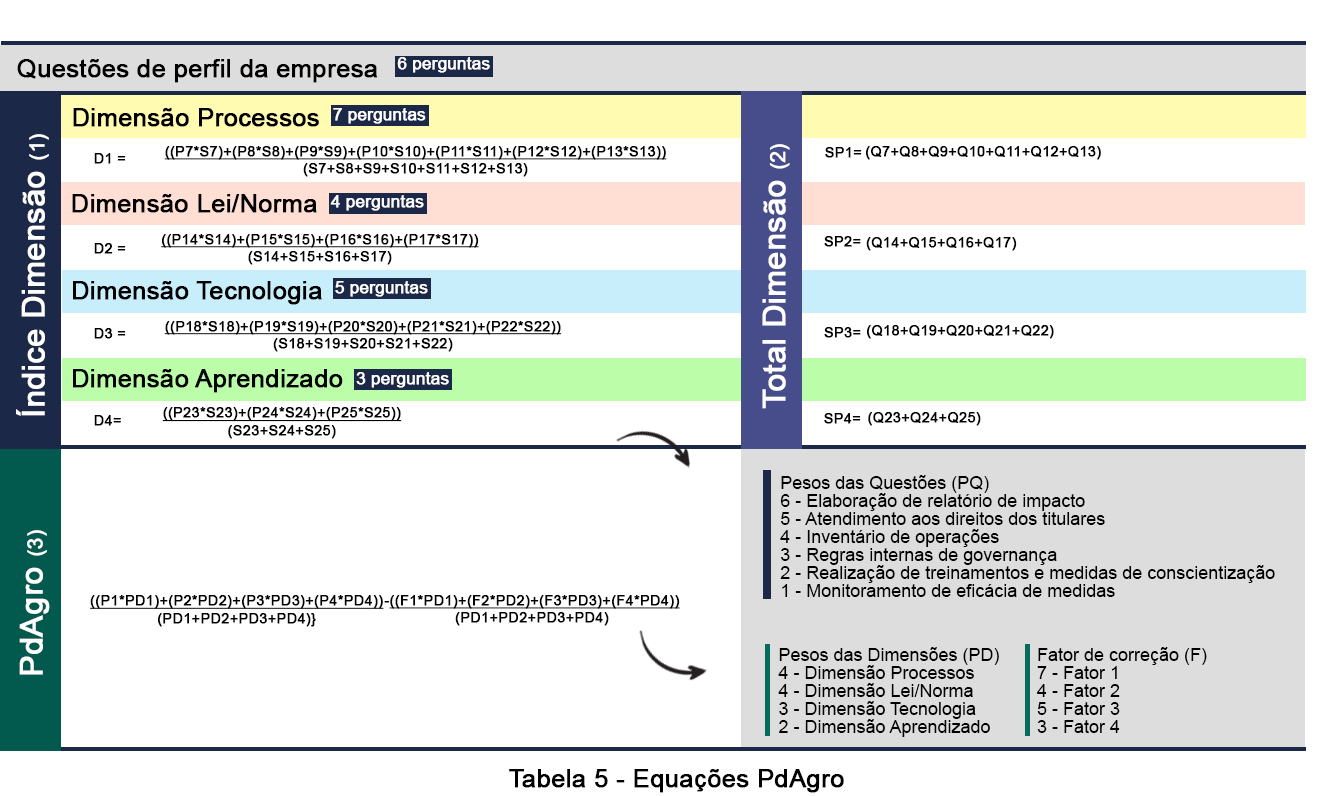 Questões de perfil da empresa 6 perguntas
Índice Dimensão (1)
Dimensão Processos 7 perguntas
D1 = ((P7*S7)+(P8*S8)+(P9*S9)+(P10*S10)+(P11*S11)+(P12*S12)+(P13*S13))
(S7+S8+S9+S10+S11+S12+S13)
Dimensão Lei/Norma 4 perguntas
D2 = ((P14*S14)+(P15*S15)+(P16*S16)+(P17*S17))
(S14+S15+S16+S17)
Dimensão Tecnologia 5 perguntas
D3 = ((P18*S18)+(P19*S19)+(P20*S20)+(P21*S21)+(P22*S22))
(S18+S19+S20+S21+S22)
Dimensão Aprendizado 3 perguntas
D4= ((P23*S23)+(P24*S24)+(P25*S25))
(S23+S24+S25)
Total Dimensão (2)
SP1= (Q7+Q8+Q9+Q10+Q11+Q12+Q13)
SP2= (Q14+Q15+Q16+Q17)
SP3= (Q18+Q19+Q20+Q21+Q22)
SP4= (Q23+Q24+Q25)
PdAgro (3)
((P1*PD1)+(P2*PD2)+(P3*PD3)+(P4*PD4))-((F1*PD1)+(F2*PD2)+(F3*PD3)+(F4*PD4))
(PD1+PD2+PD3+PD4)} (PD1+PD2+PD3+PD4)
Pesos das Questões (PQ)
6 - Elaboração de relatório de impacto
5 - Atendimento aos direitos dos titulares
4 - Inventário de operações
3 - Regras internas de governança
2 - Realização de treinamentos e medidas de conscientização
1 - Monitoramento de eficácia de medidas
Pesos das Dimensões (PD)
4 - Dimensão Processos
4 - Dimensão Lei/Norma
3 - Dimensão Tecnologia
2 - Dimensão Aprendizado
Fator de correção (F)
7 - Fator 1
4 - Fator 2
5 - Fator 3
3 - Fator 4
Tabela 5 - Equações PdAgro